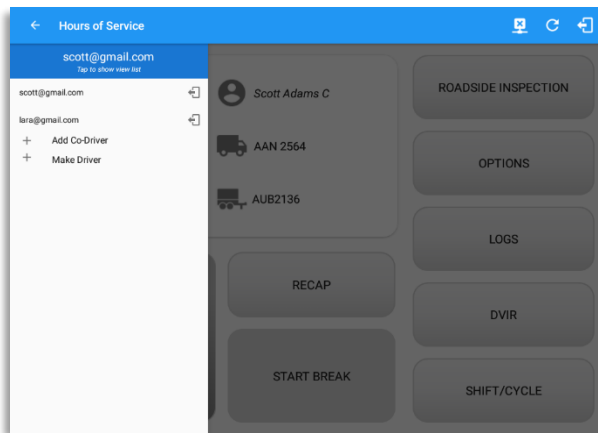 Hours of Service
scott@gmail.com
Tap to show view list
scott@gmail.com
lara@gmail.com
+ Add Co-Driver
+ Make Driver
Scott Adams C
AAN 2564
AUB2136
RECAP
START BREAK
ROADSIDE INSPECTION
OPTIONS
LOGS
DVIR
SHIFT/CYCLE